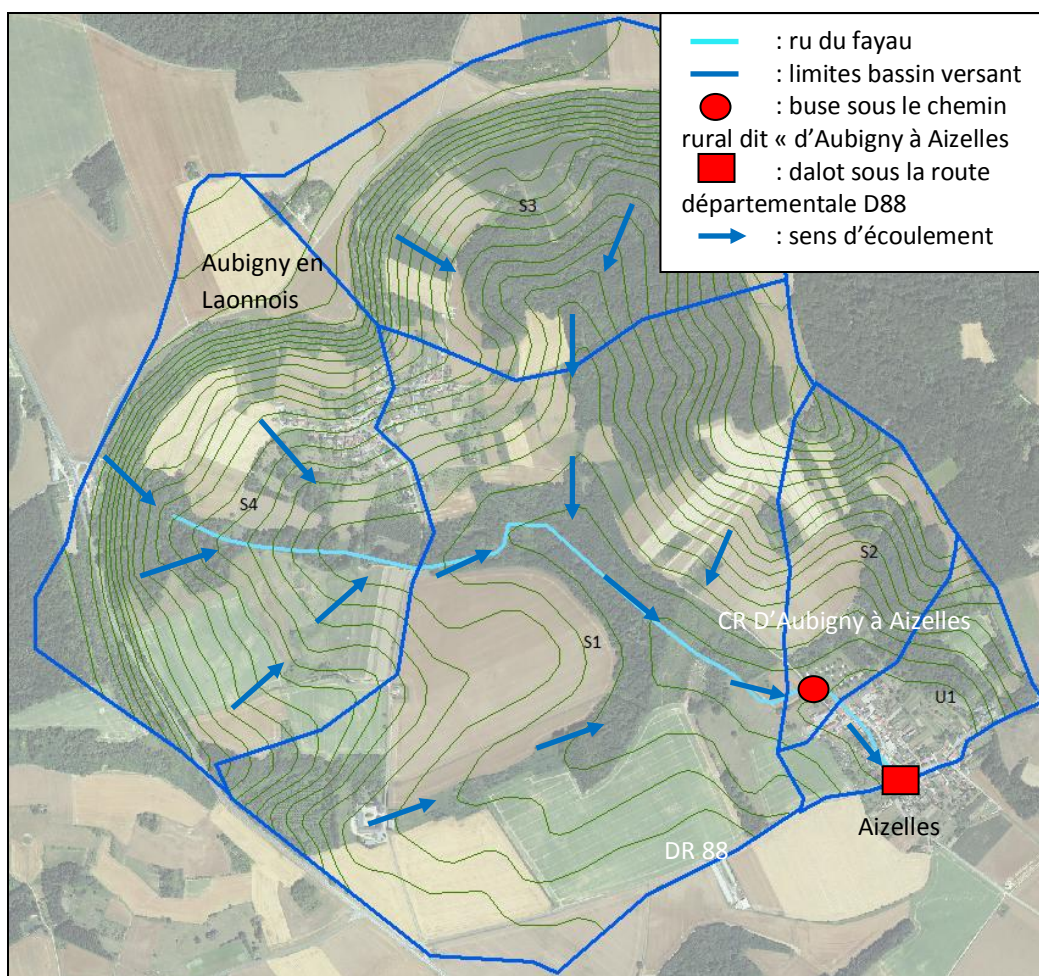 : ru du fayau
: limites bassin versant
: buse sous le chemin
rural dit « d'Aubigny à Aizelles
: dalot sous la route
départementale D88
: sens d'écoulement
S3
Aubigny en
Laonnois
S4
S2
CR D'Aubigny à Aizelles
S1
U1
Aizelles
DR 88